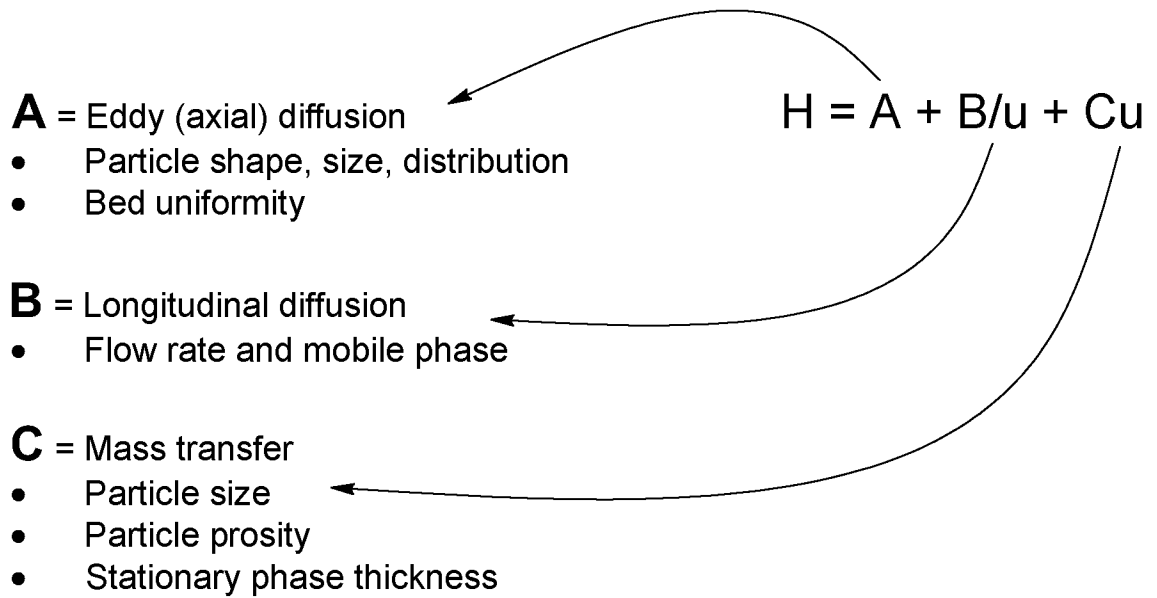 A = Eddy (axial) diffusion
H = A + B/u + Cu
• Particle shape, size, distribution
• Bed uniformity
B = Longitudinal diffusion
• Flow rate and mobile phase
C = Mass transfer
• Particle size
• Particle prosity
• Stationary phase thickness